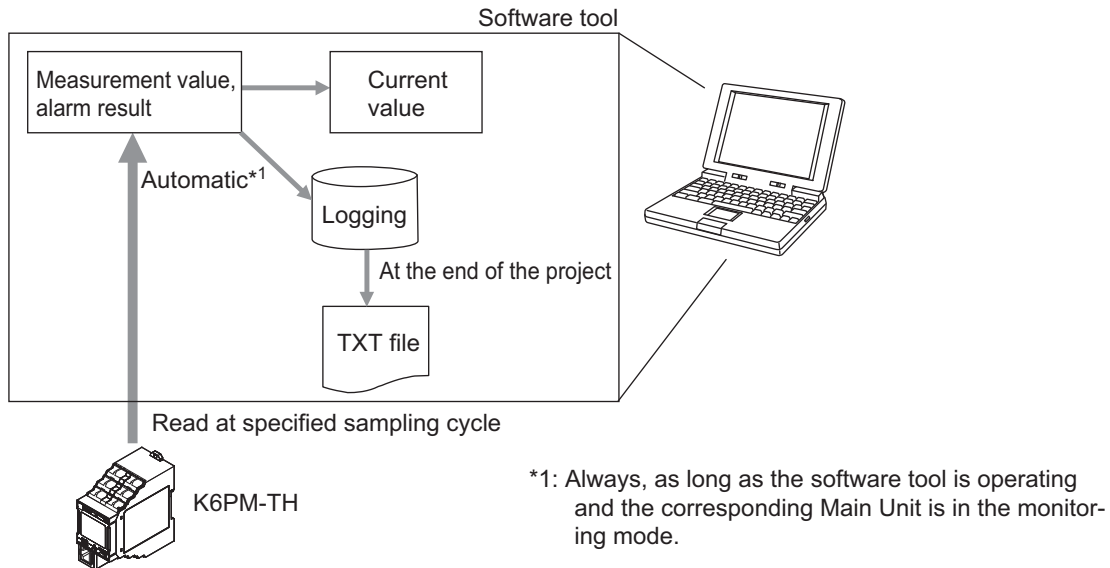 Software tool
Measurement value,
alarm result
Current
value
Automatic*1
Logging
At the end of the project
TXT file
Read at specified sampling cycle
K6PM-TH
*1: Always, as long as the software tool is operating
and the corresponding Main Unit is in the monitor-
ing mode.